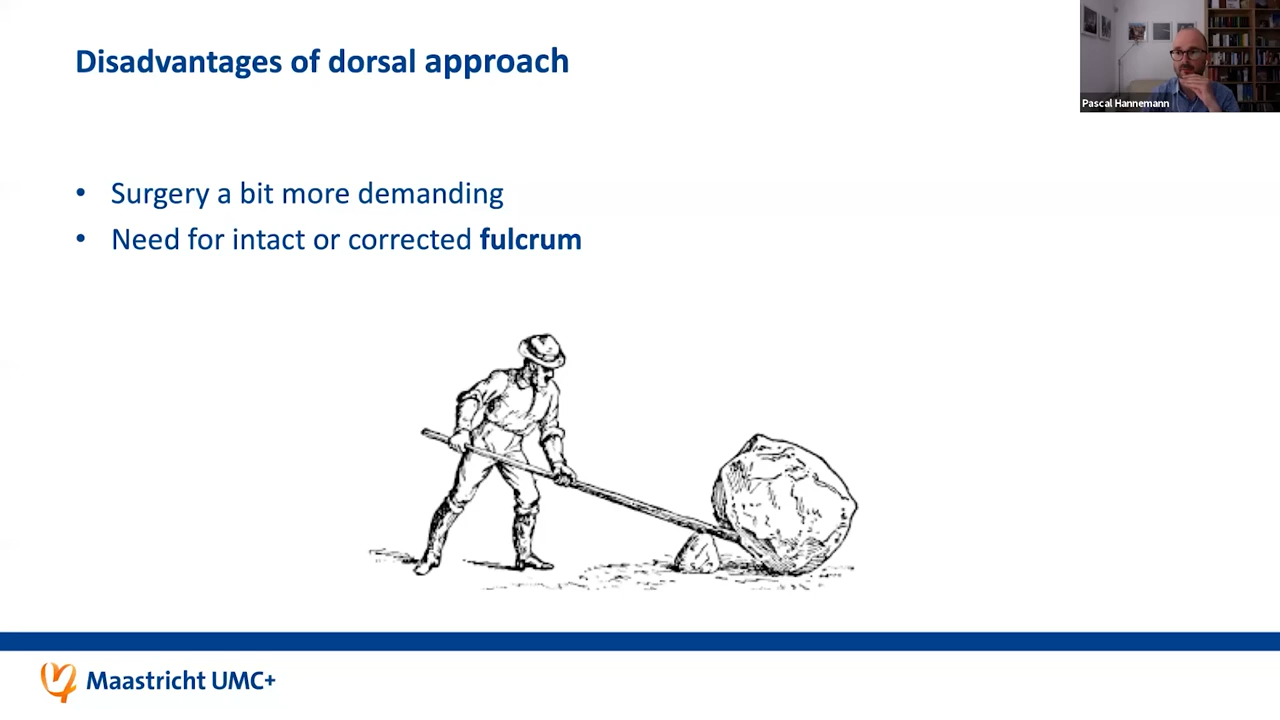 Disadvantages of dorsal approach
Pascal Hannemann
• Surgery a bit more demanding
• Need for intact or corrected fulcrum
Maastricht UMC+